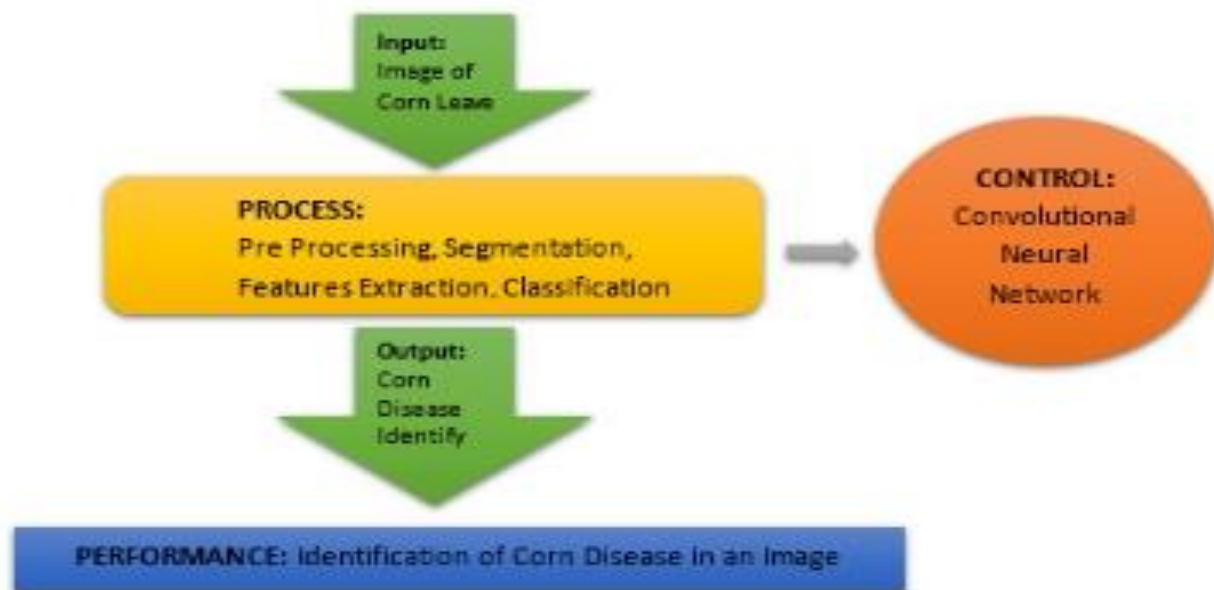 Input:
Image of
Corn Leave
PROCESS:
Pre Processing, Segmentation,
Features Extraction, Classification
CONTROL:
Convolutional
Neural
Network
Output:
Corn
Disease
Identify
PERFORMANCE: Identification of Corn Disease in an Image